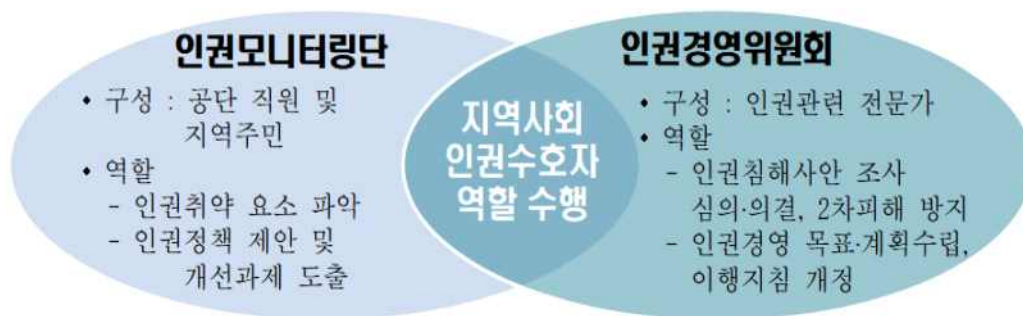 인권모니터링단
• 구성 : 공단 직원 및
지역주민
• 역할
- 인권취약 요소 파악
- 인권정책 제안 및
개선과제 도출
지역사회
인권수호자
역할 수행
인권경영위원회
• 구성 : 인권관련 전문가
• 역할
- 인권침해사안 조사
심의·의결, 2차피해 방지
- 인권경영 목표·계획수립,
이행지침 개정